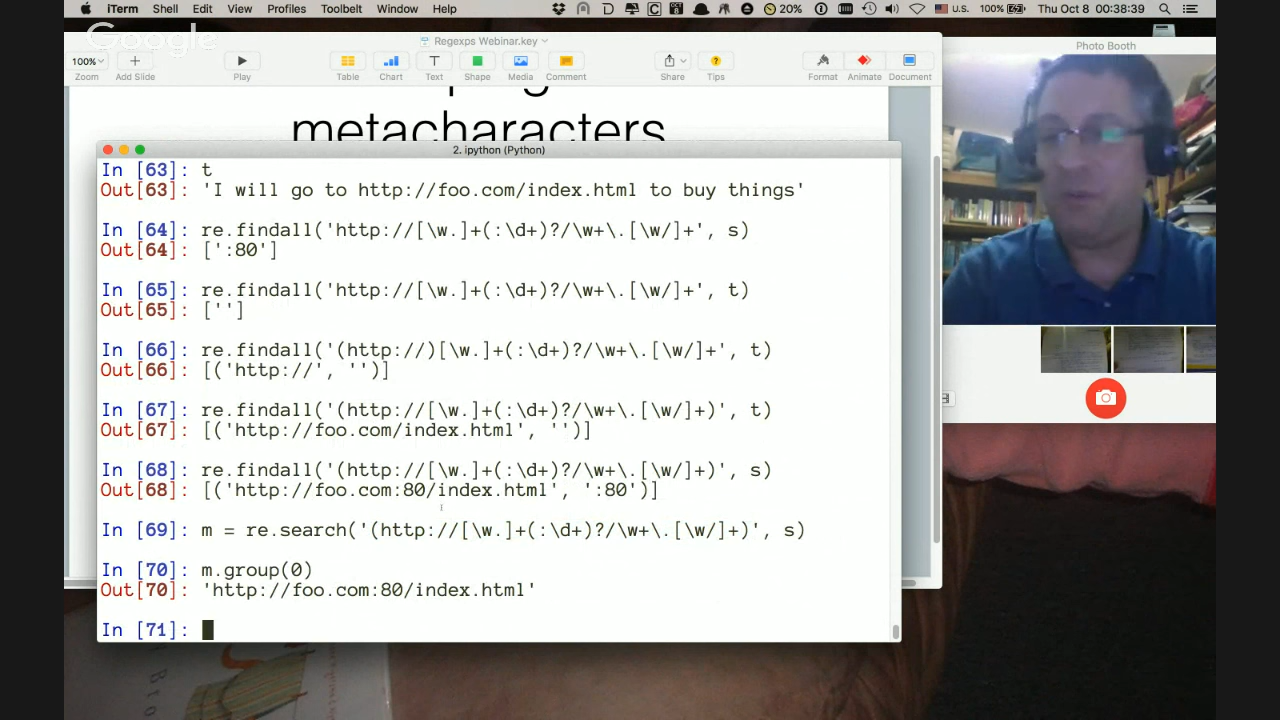 iTerm Shell Edit View Profiles Toolbelt Window Help 20% U.S. 100% Thu Oct 8 00:38:39
Google
Regexps Webinar.key
Photo Booth
100%
Zoom Add Slide Play Table Chart Text Shape Media Comment Share Tips Format Animate Document
metacharacters
2. ipython (Python)
In [63]: t
Out[63]: 'I will go to http://foo.com/index.html to buy things'
In [64]: re.findall('http://[\w.]+(:\d+)?/\w+\.[\w/]+', s)
Out[64]: [':80']
In [65]: re.findall('http://[\w.]+(:\d+)?/\w+\.[\w/]+', t)
Out[65]: ['']
In [66]: re.findall('(http://)[\w.]+(:\d+)?/\w+\.[\w/]+', t)
Out[66]: [('http://', '')]
In [67]: re.findall('(http://[\w.]+(:\d+)?/\w+\.[\w/]+)', t)
Out[67]: [('http://foo.com/index.html', '')]
In [68]: re.findall('(http://[\w.]+(:\d+)?/\w+\.[\w/]+)', s)
Out[68]: [('http://foo.com:80/index.html', ':80')]
In [69]: m = re.search('(http://[\w.]+(:\d+)?/\w+\.[\w/]+)', s)
In [70]: m.group(0)
Out[70]: 'http://foo.com:80/index.html'
In [71]: